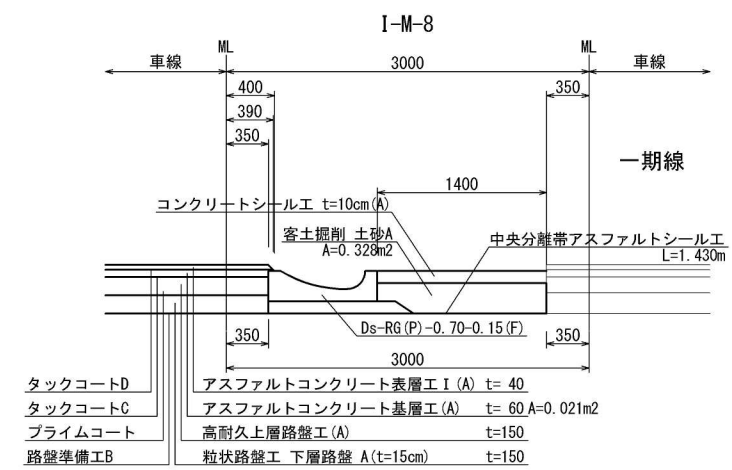 I-M-8
ML
ML
車線
3000
車線
400
350
390
350
一期線
1400
コンクリートシール工 t=10cm(A)
客土掘削 土砂A
A=0.328m2
中央分離帯アスファルトシール工
L=1.430m
Ds-RG(P)-0.70-0.15(F)
350
350
3000
タックコートD
アスファルトコンクリート表層工Ⅰ(A) t= 40
タックコートC
アスファルトコンクリート基層工(A) t= 60 A=0.021m2
プライムコート
高耐久上層路盤工(A) t=150
路盤準備工B
粒状路盤工 下層路盤 A(t=15cm) t=150